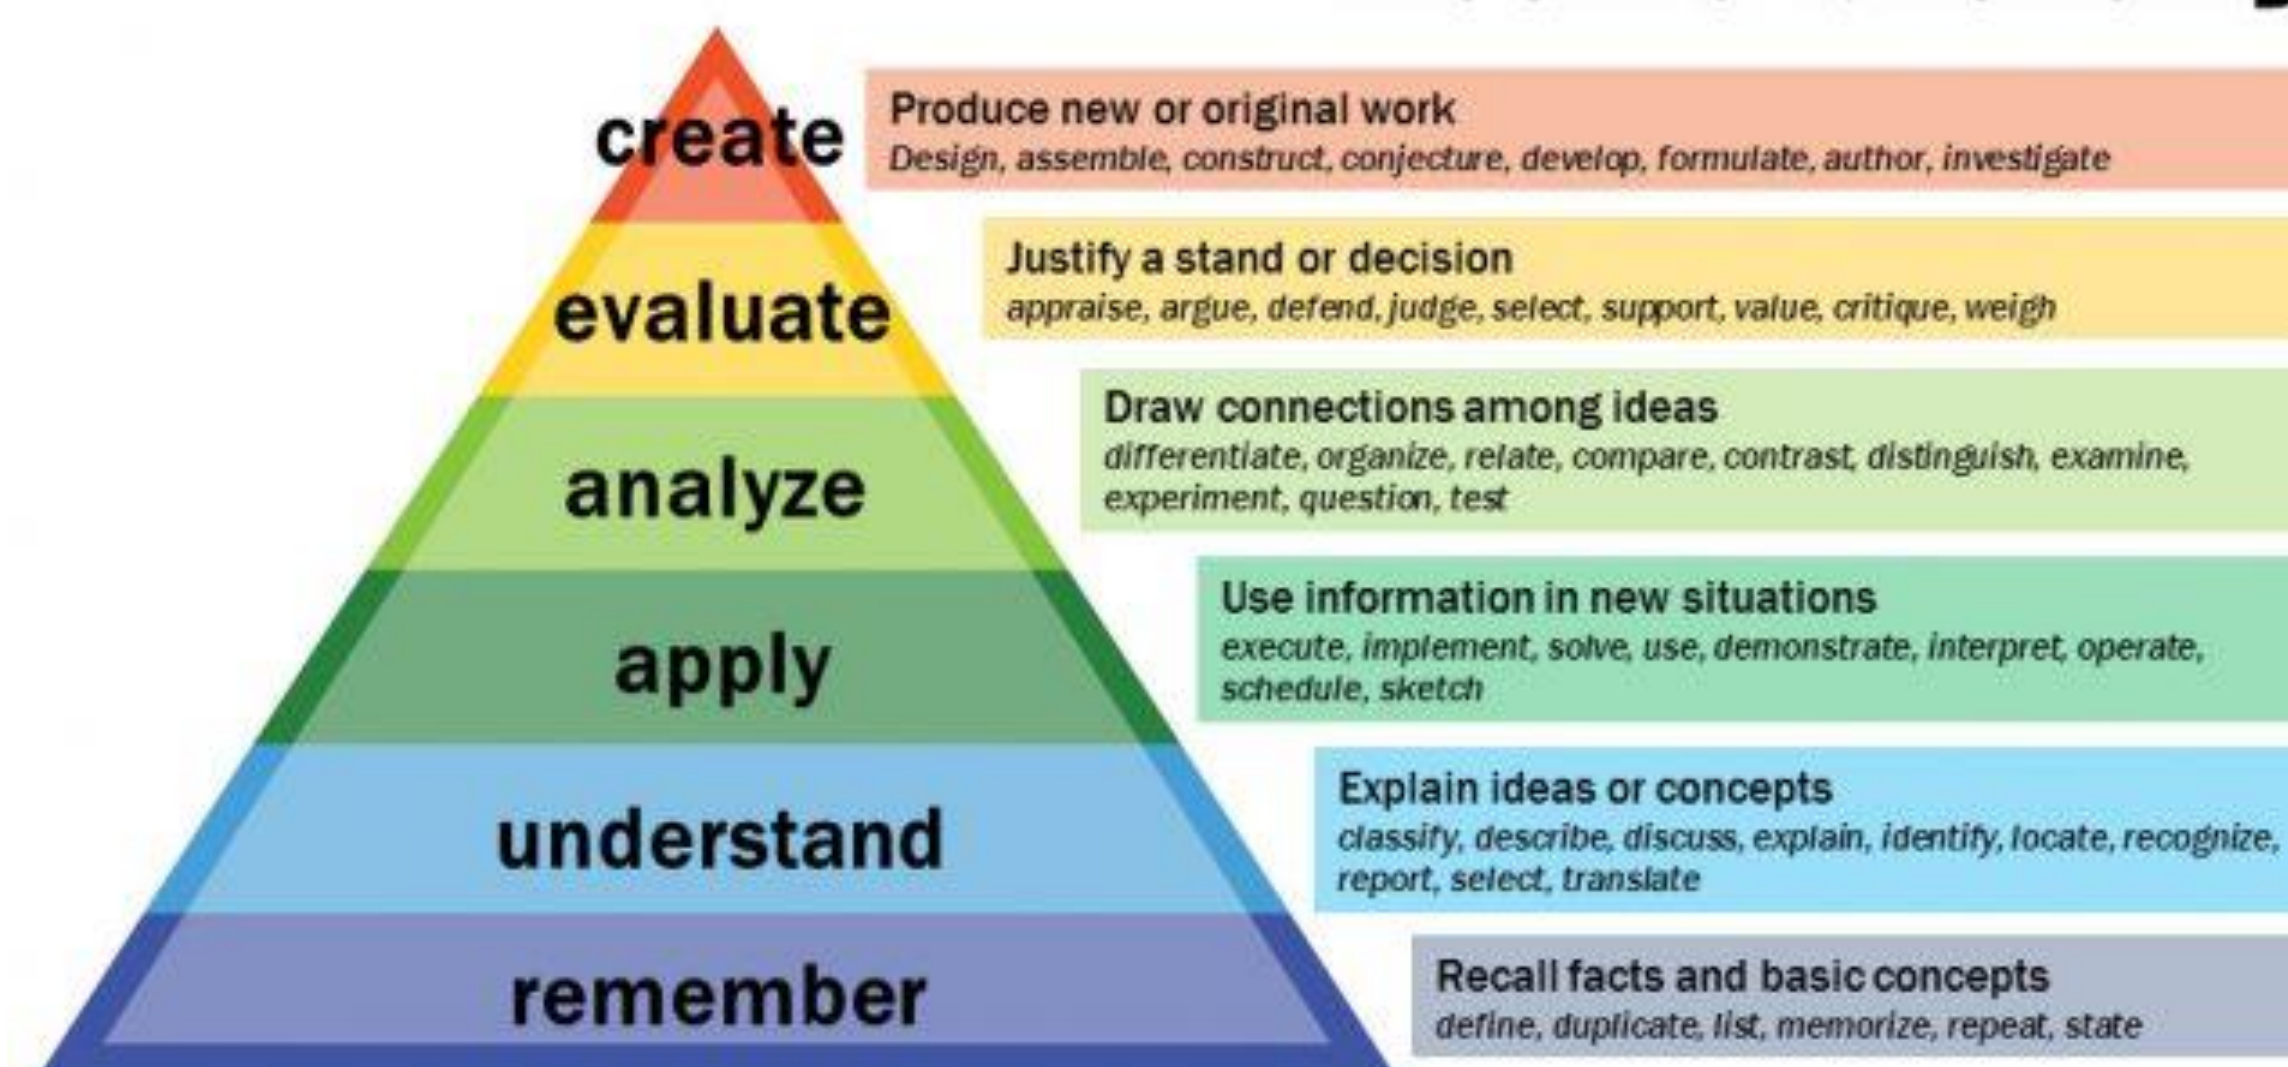 create
Produce new or original work
Design, assemble, construct, conjecture, develop, formulate, author, investigate
evaluate
Justify a stand or decision
appraise, argue, defend, judge, select, support, value, critique, weigh
analyze
Draw connections among ideas
differentiate, organize, relate, compare, contrast, distinguish, examine,
experiment, question, test
apply
Use information in new situations
execute, implement, solve, use, demonstrate, interpret, operate,
schedule, sketch
understand
Explain ideas or concepts
classify, describe, discuss, explain, identify, locate, recognize,
report, select, translate
remember
Recall facts and basic concepts
define, duplicate, list, memorize, repeat, state